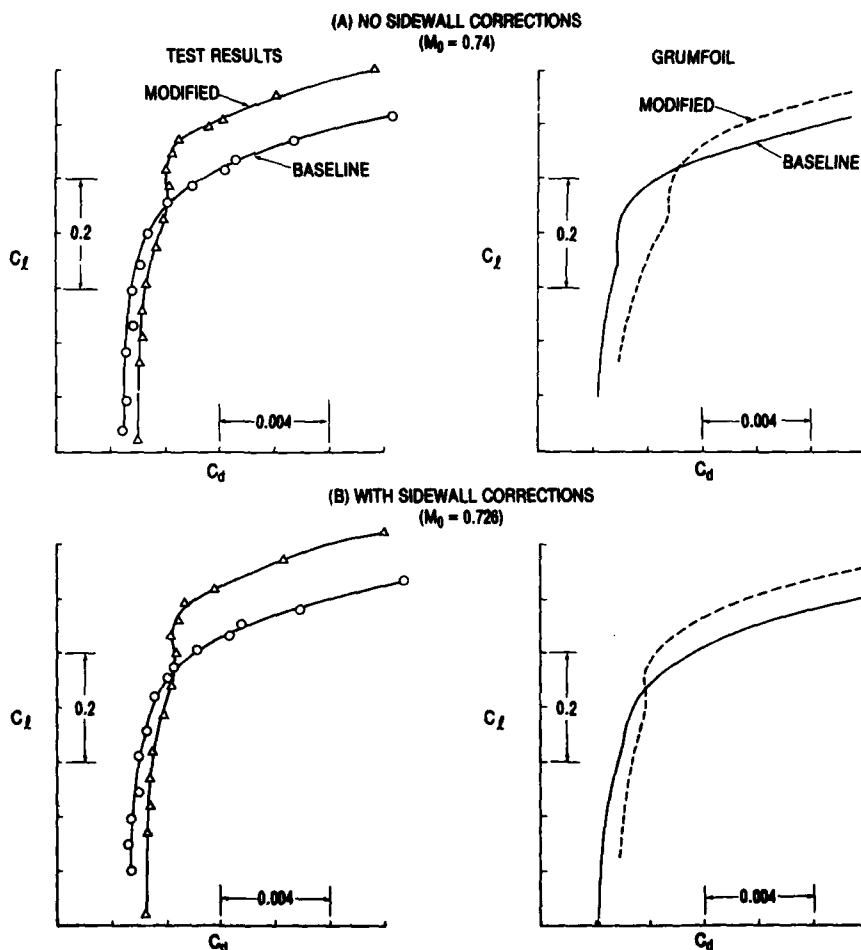 (A) NO SIDEWALL CORRECTIONS
(M₀ = 0.74)
TEST RESULTS
GRUMFOIL
MODIFIED
BASELINE
0.2
Cℓ
0.004
Cd
MODIFIED
BASELINE
0.2
Cℓ
0.004
Cd
(B) WITH SIDEWALL CORRECTIONS
(M₀ = 0.726)
0.2
Cℓ
0.004
Cd
0.2
Cℓ
0.004
Cd